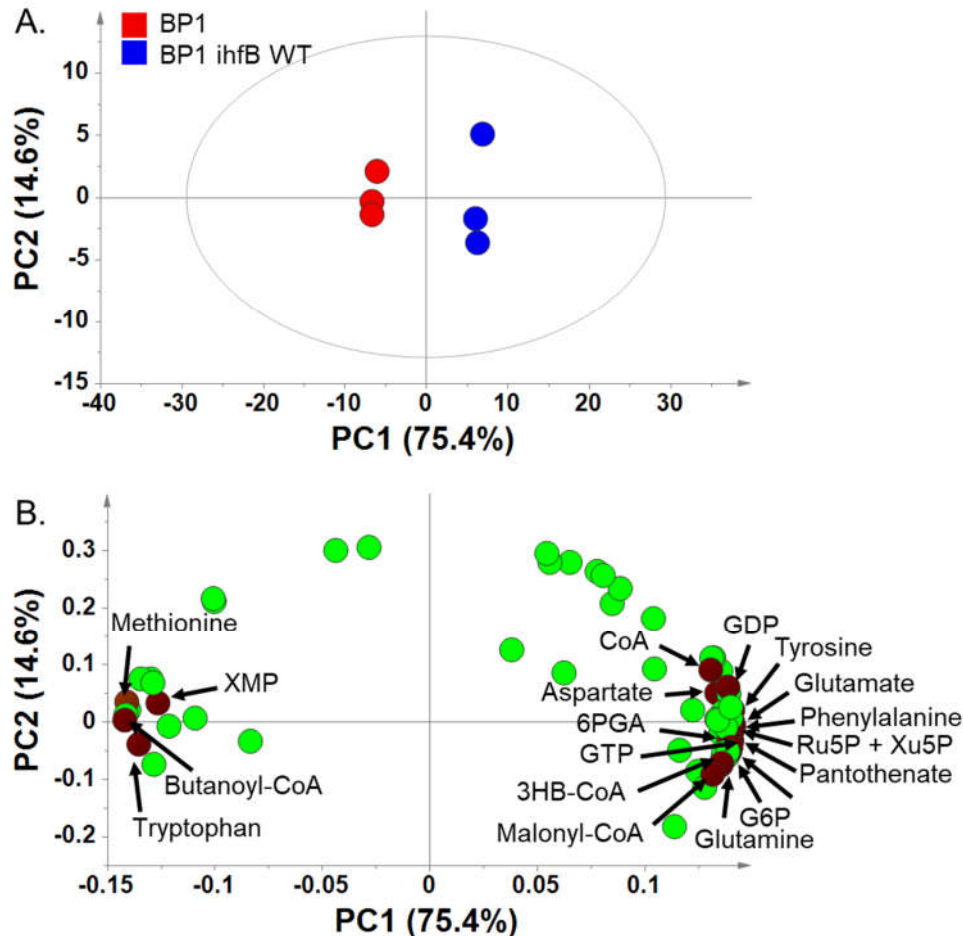 A.
BP1
BP1 ihfB WT
PC2 (14.6%)
10
5
0
-5
-10
-15
-40
-30
-20
-10
0
10
20
30
PC1 (75.4%)
B.
PC2 (14.6%)
0.3
0.2
0.1
0
-0.1
-0.2
Methionine
XMP
Butanoyl-CoA
Tryptophan
CoA
GDP
Tyrosine
Aspartate
Glutamate
6PGA
Phenylalanine
GTP
Ru5P + Xu5P
3HB-CoA
Pantothenate
Malonyl-CoA
G6P
Glutamine
-0.15
-0.1
-0.05
0
0.05
0.1
PC1 (75.4%)